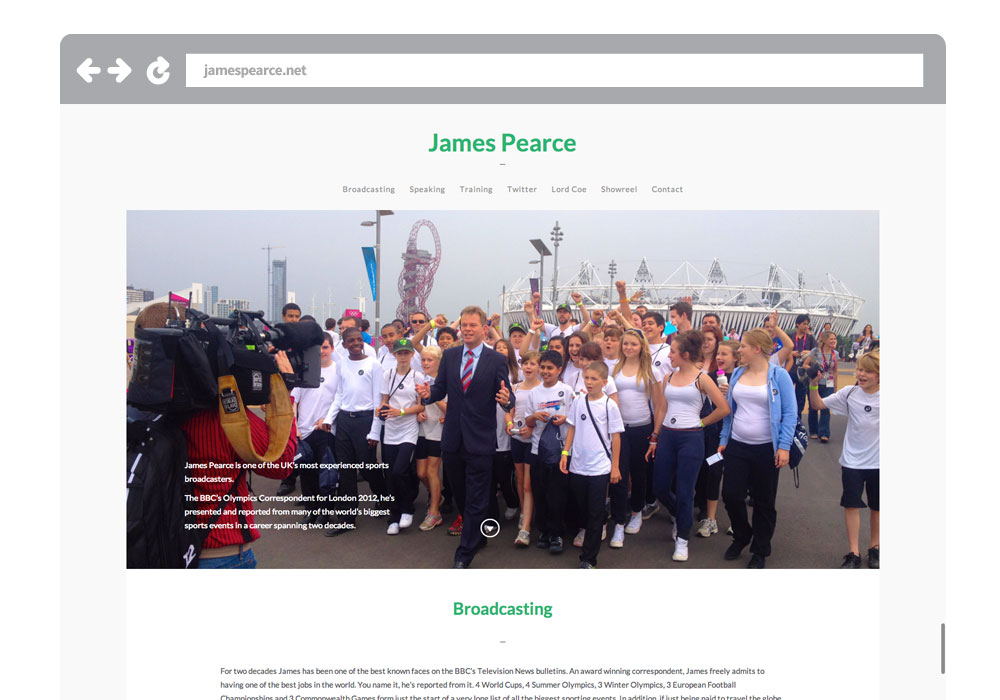 jamespearce.net
James Pearce
–
Broadcasting Speaking Training Twitter Lord Coe Showreel Contact
James Pearce is one of the UK's most experienced sports
broadcasters.
The BBC's Olympics Correspondent for London 2012, he's
presented and reported from many of the world's biggest
sports events in a career spanning two decades.
Broadcasting
–
For two decades James has been one of the best known faces on the BBC's Television News bulletins. An award winning correspondent, James freely admits to
having one of the best jobs in the world. You name it, he's reported from it. 4 World Cups, 4 Summer Olympics, 3 Winter Olympics, 3 European Football
Championships and 3 Commonwealth Games form just the start of a very long list of all the biggest sports events. In addition, if just being paid to travel the globe